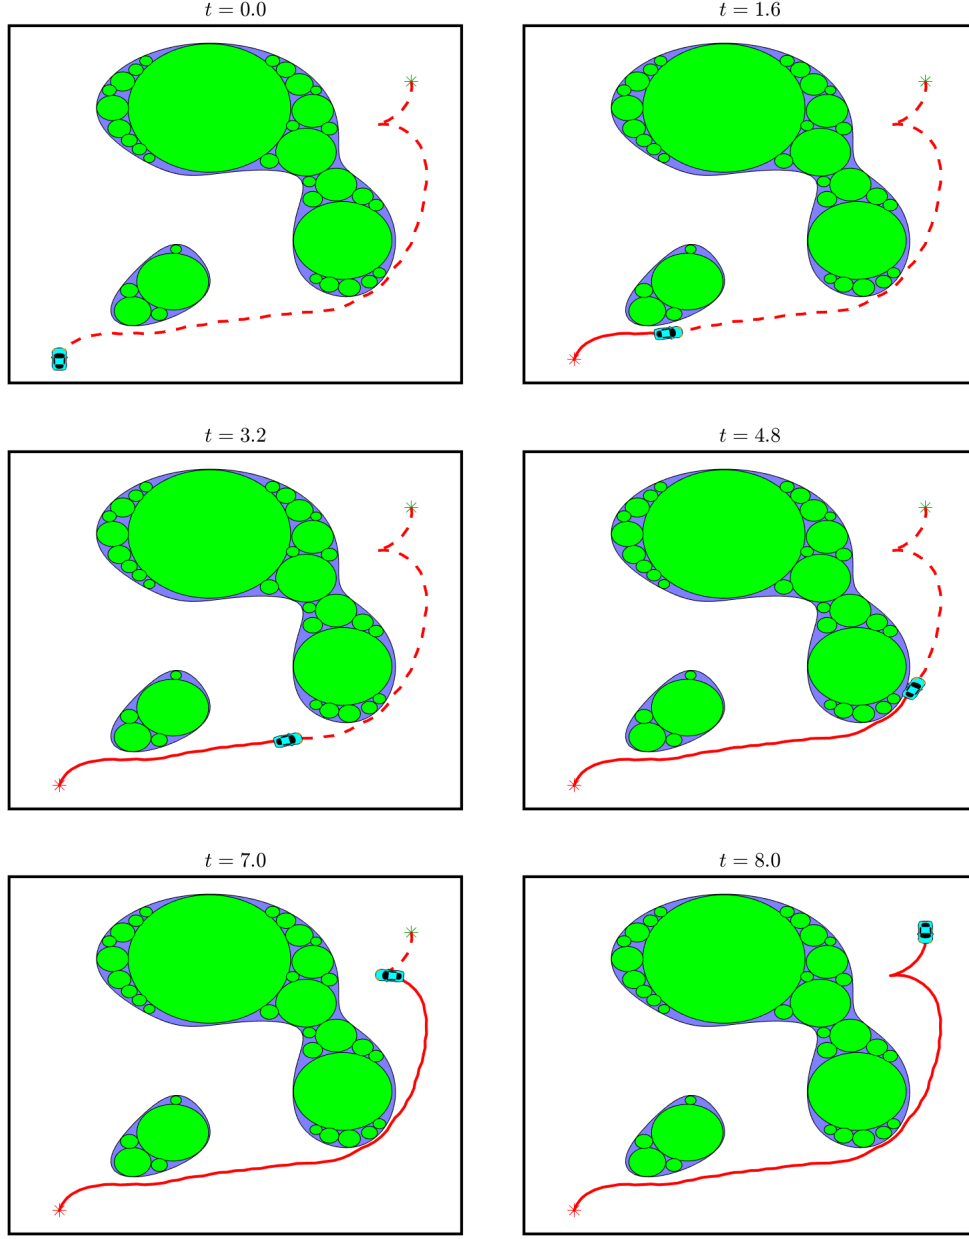 t = 0.0
t = 1.6
t = 3.2
t = 4.8
t = 7.0
t = 8.0